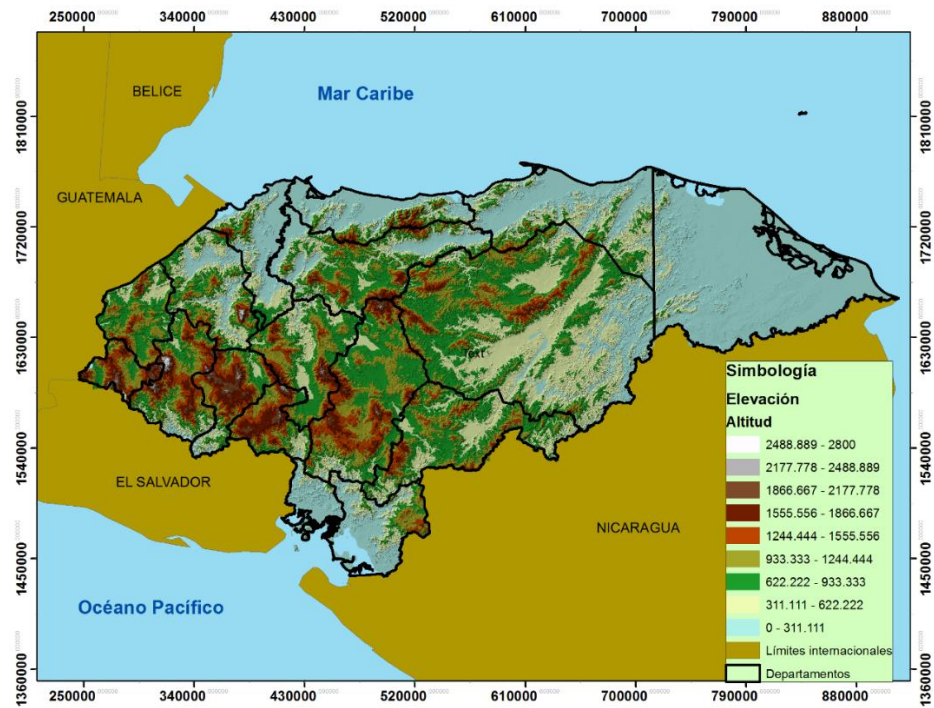 250000 340000 430000 520000 610000 700000 790000 880000
1810000 1810000
1720000 1720000
1630000 1630000
1540000 1540000
1450000 1450000
1360000 1360000
BELICE
Mar Caribe
GUATEMALA
Text
EL SALVADOR
NICARAGUA
Océano Pacífico
Simbología
Elevación
Altitud
2488.889 - 2800
2177.778 - 2488.889
1866.667 - 2177.778
1555.556 - 1866.667
1244.444 - 1555.556
933.333 - 1244.444
622.222 - 933.333
311.111 - 622.222
0 - 311.111
Límites internacionales
Departamentos
250000 340000 430000 520000 610000 700000 790000 880000